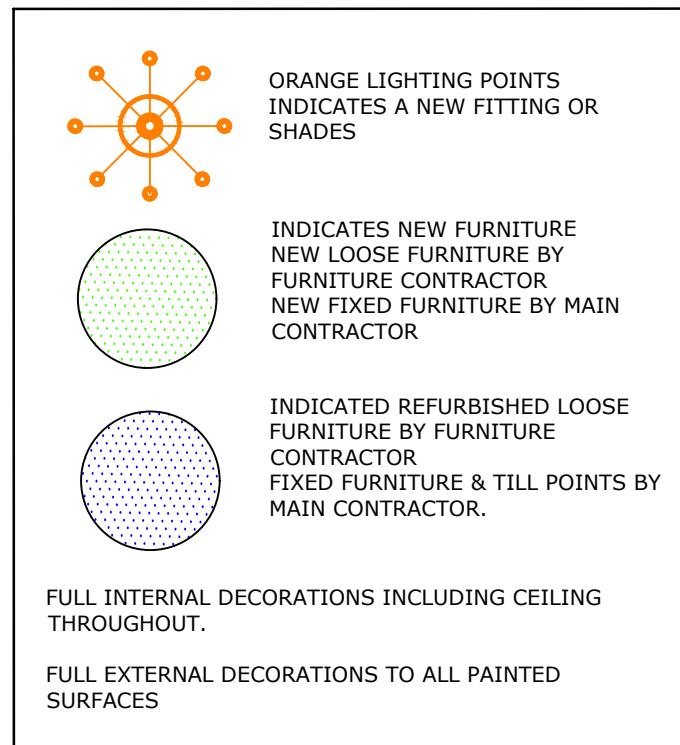 ORANGE LIGHTING POINTS
INDICATES A NEW FITTING OR
SHADES
INDICATES NEW FURNITURE
NEW LOOSE FURNITURE BY
FURNITURE CONTRACTOR
NEW FIXED FURNITURE BY MAIN
CONTRACTOR
INDICATED REFURBISHED LOOSE
FURNITURE BY FURNITURE
CONTRACTOR
FIXED FURNITURE & TILL POINTS BY
MAIN CONTRACTOR.
FULL INTERNAL DECORATIONS INCLUDING CEILING
THROUGHOUT.
FULL EXTERNAL DECORATIONS TO ALL PAINTED
SURFACES